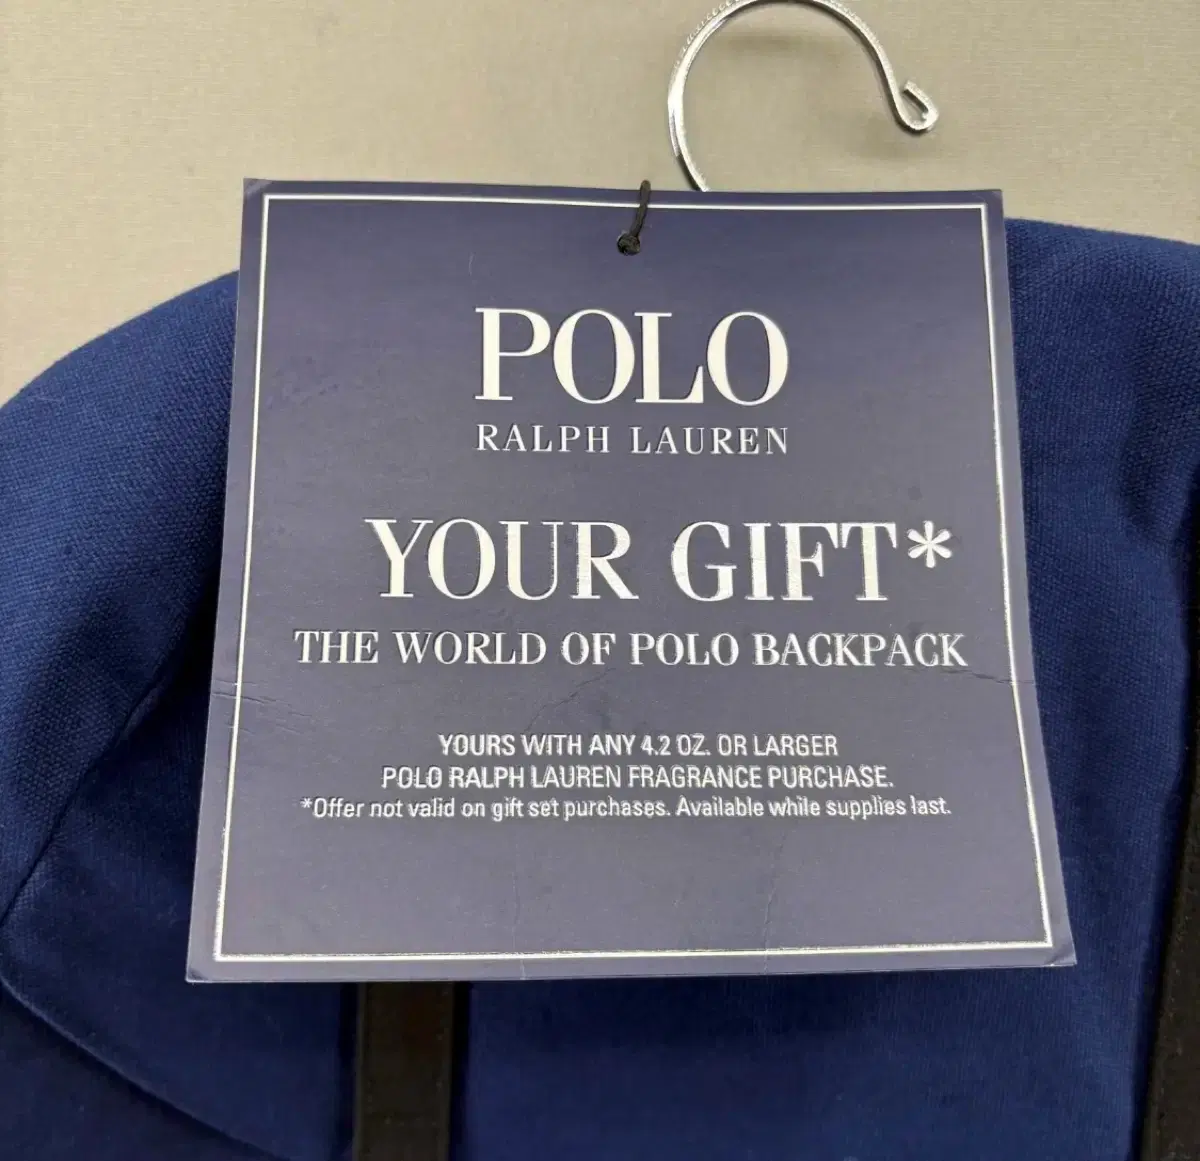 POLO
RALPH LAUREN
YOUR GIFT*
THE WORLD OF POLO BACKPACK
YOURS WITH ANY 4.2 OZ. OR LARGER
POLO RALPH LAUREN FRAGRANCE PURCHASE.
*Offer not valid on gift set purchases. Available while supplies last.